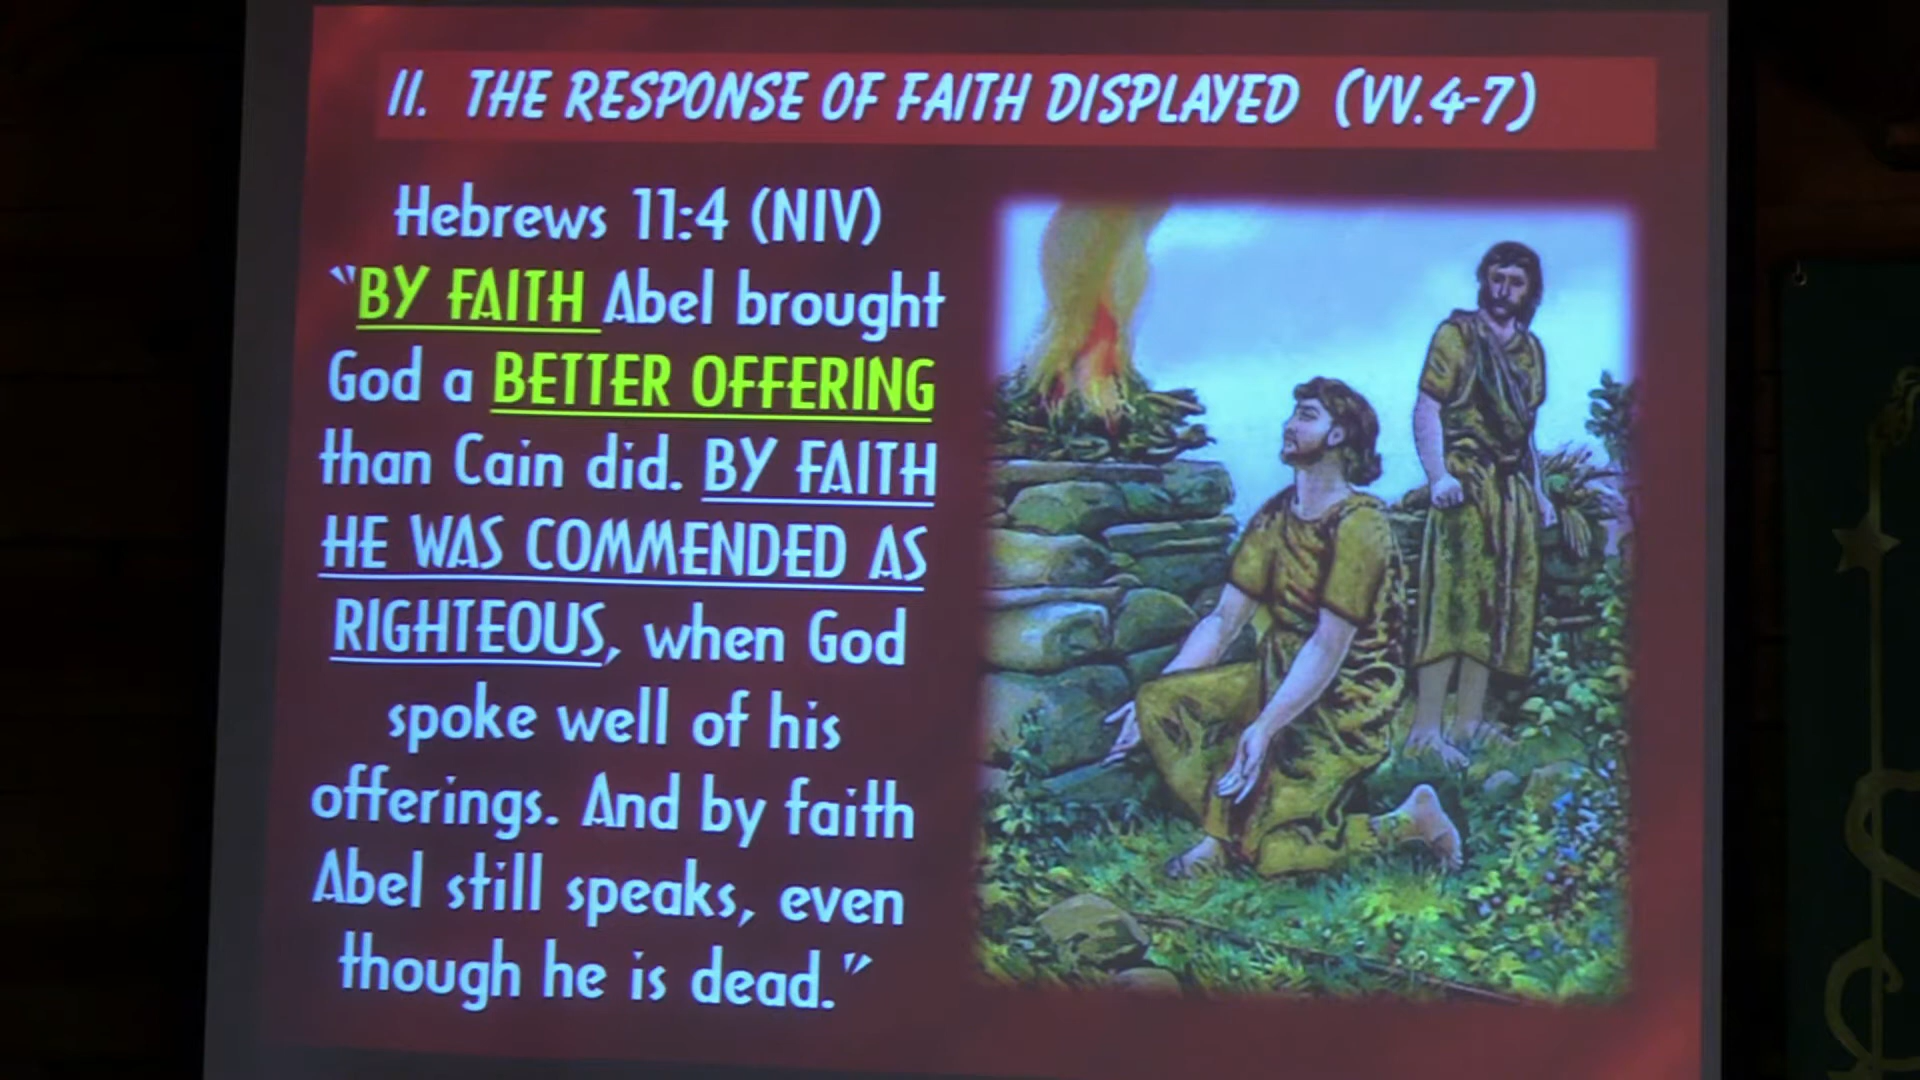 II. THE RESPONSE OF FAITH DISPLAYED (VV.4-7)
Hebrews 11:4 (NIV)
“BY FAITH Abel brought
God a BETTER OFFERING
than Cain did. BY FAITH
HE WAS COMMENDED AS
RIGHTEOUS, when God
spoke well of his
offerings. And by faith
Abel still speaks, even
though he is dead.”